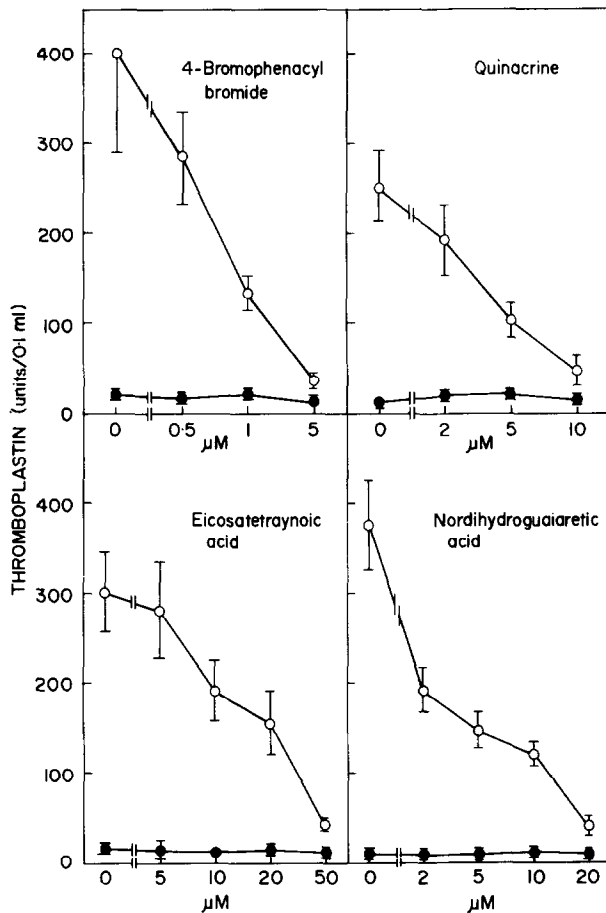 THROMBOPLASTIN (units/0·1 ml)
4-Bromophenacyl
bromide
400
300
200
100
0
0 0·5 1 5
μM
Quinacrine
0 2 5 10
μM
Eicosatetraynoic
acid
400
300
200
100
0
0 5 10 20 50
μM
Nordihydroguaiaretic
acid
0 2 5 10 20
μM